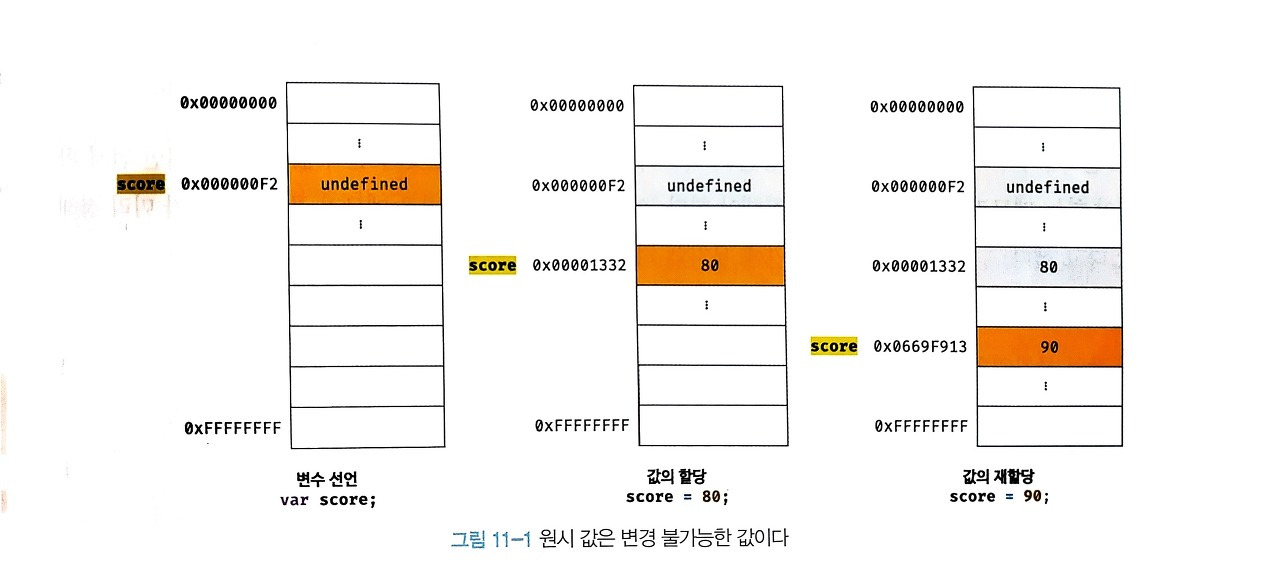 0x00000000
⋮
score 0x000000F2 undefined
⋮
0xFFFFFFFF
변수 선언
var score;
0x00000000
⋮
0x000000F2 undefined
⋮
score 0x00001332 80
⋮
0xFFFFFFFF
값의 할당
score = 80;
0x00000000
⋮
0x000000F2 undefined
⋮
0x00001332 80
⋮
score 0x0669F913 90
⋮
0xFFFFFFFF
값의 재할당
score = 90;
그림 11-1 원시 값은 변경 불가능한 값이다